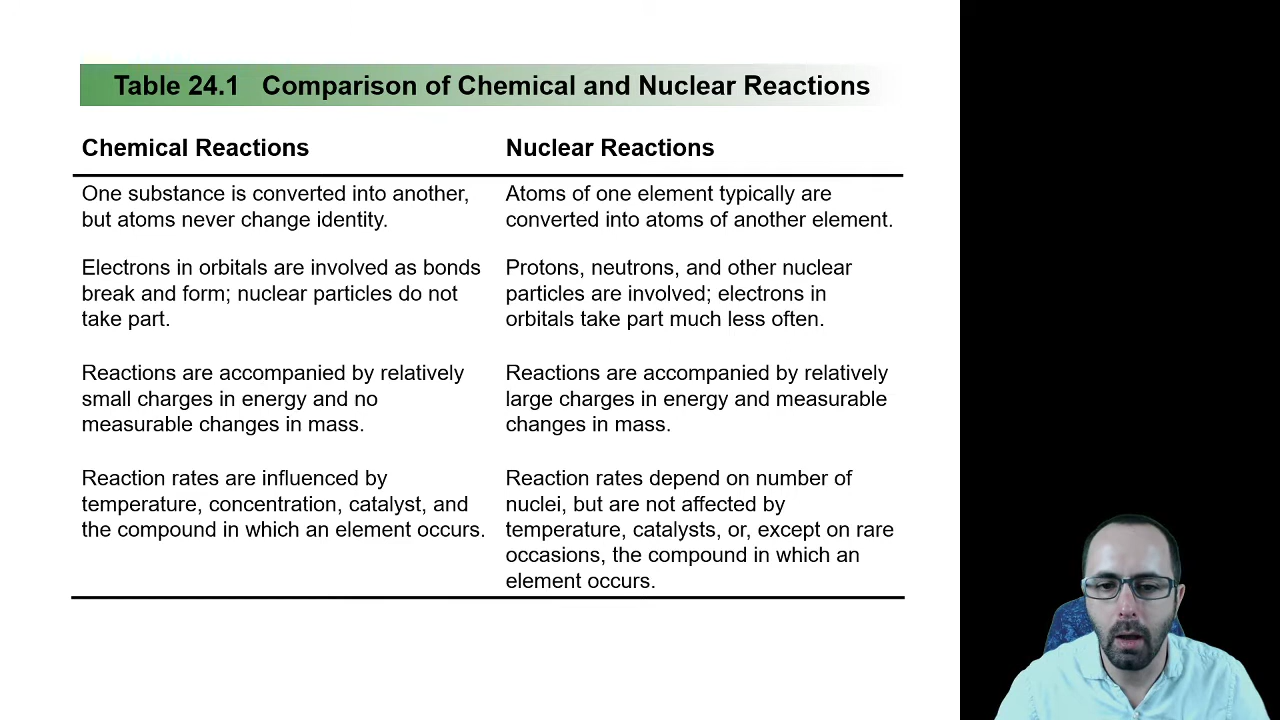 Table 24.1 Comparison of Chemical and Nuclear Reactions
Chemical Reactions
Nuclear Reactions
One substance is converted into another,
but atoms never change identity.
Atoms of one element typically are
converted into atoms of another element.
Electrons in orbitals are involved as bonds
break and form; nuclear particles do not
take part.
Protons, neutrons, and other nuclear
particles are involved; electrons in
orbitals take part much less often.
Reactions are accompanied by relatively
small charges in energy and no
measurable changes in mass.
Reactions are accompanied by relatively
large charges in energy and measurable
changes in mass.
Reaction rates are influenced by
temperature, concentration, catalyst, and
the compound in which an element occurs.
Reaction rates depend on number of
nuclei, but are not affected by
temperature, catalysts, or, except on rare
occasions, the compound in which an
element occurs.